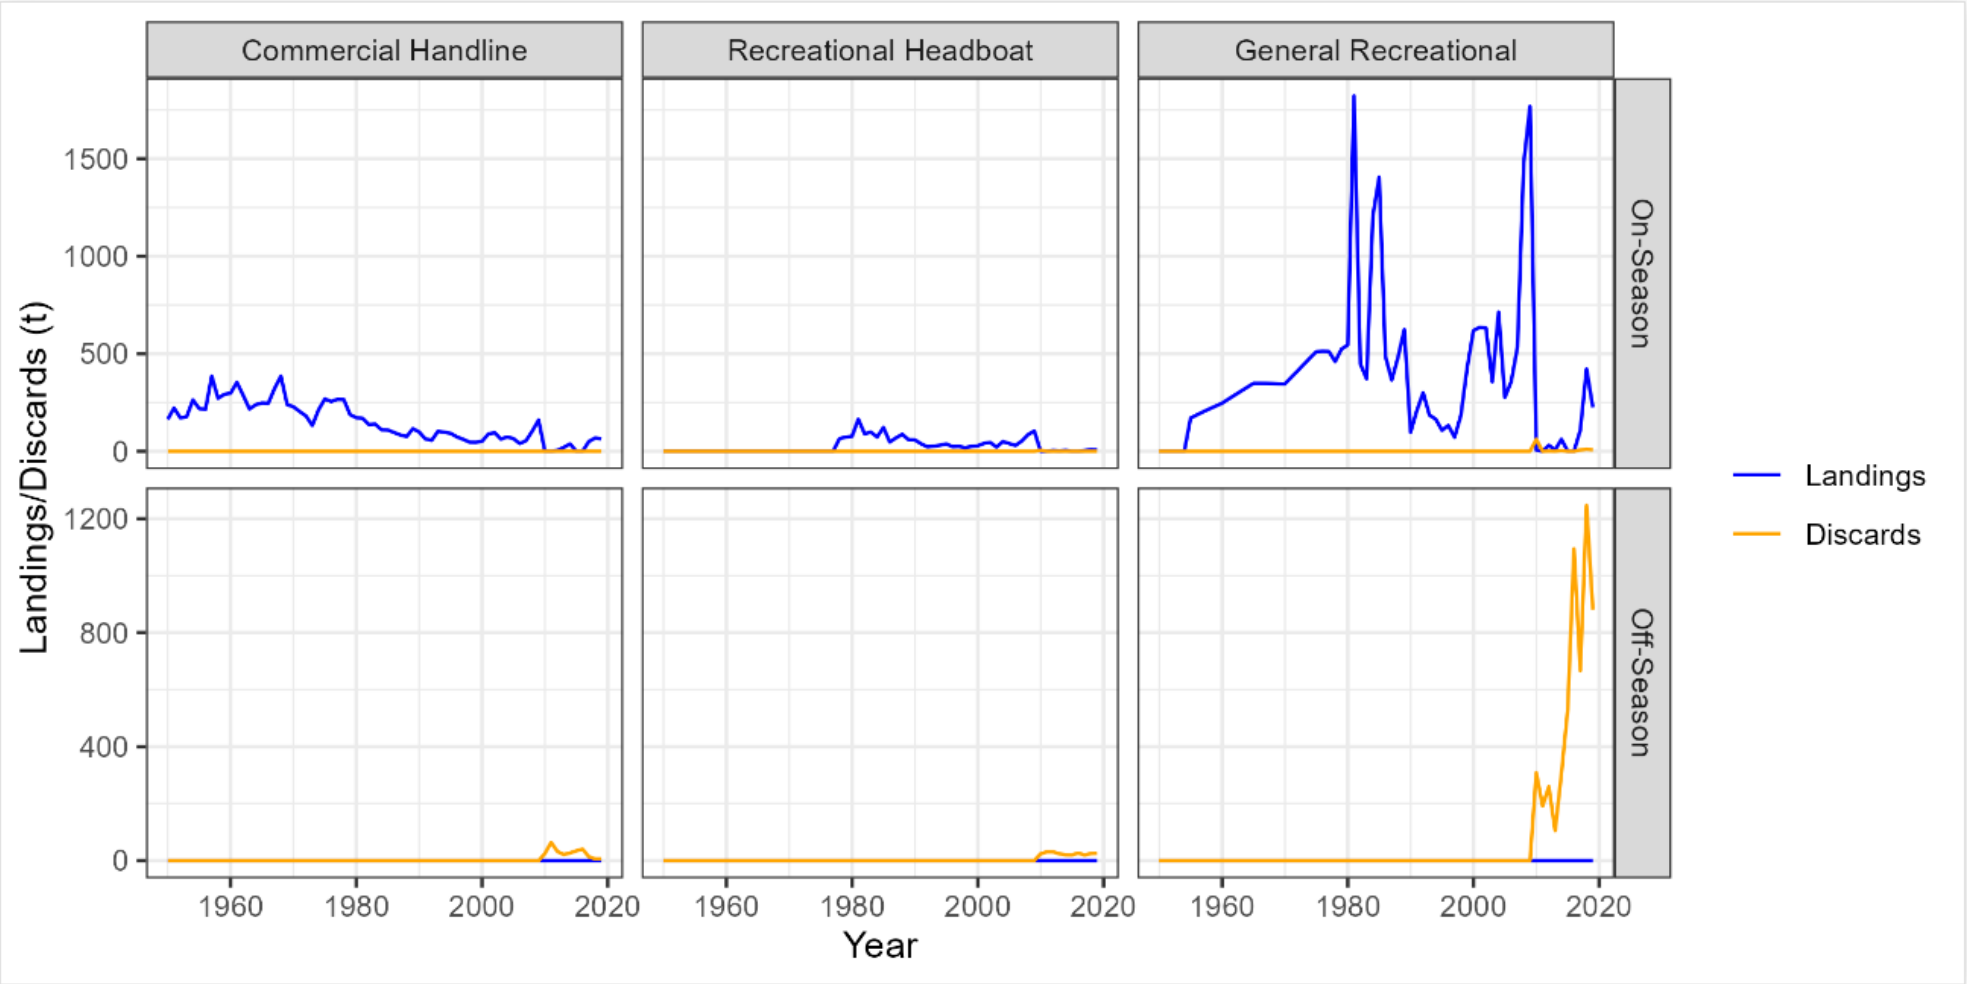 Commercial Handline
Recreational Headboat
General Recreational
Landings/Discards (t)
1500
1000
500
0
On-Season
1200
800
400
0
Off-Season
1960 1980 2000 2020
1960 1980 2000 2020
1960 1980 2000 2020
Year
Landings
Discards